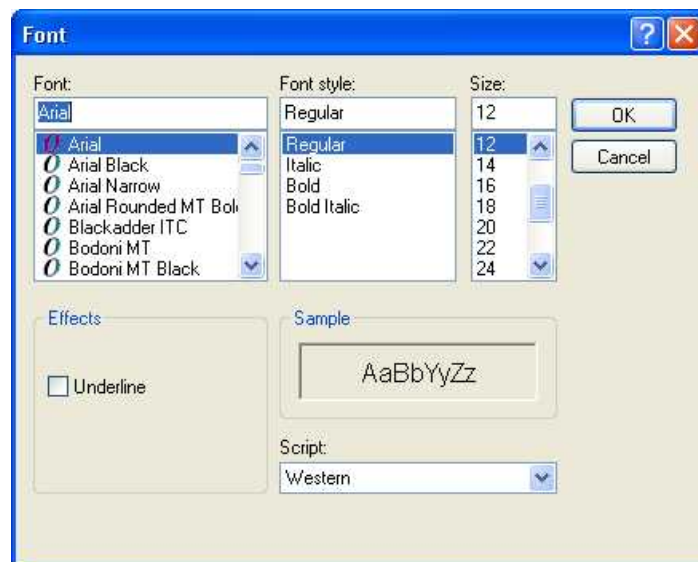 Font
Font:
Arial
Arial
Arial Black
Arial Narrow
Arial Rounded MT Bol
Blackadder ITC
Bodoni MT
Bodoni MT Black
Font style:
Regular
Regular
Italic
Bold
Bold Italic
Size:
12
12
14
16
18
20
22
24
OK
Cancel
Effects
Underline
Sample
AaBbYyZz
Script:
Western